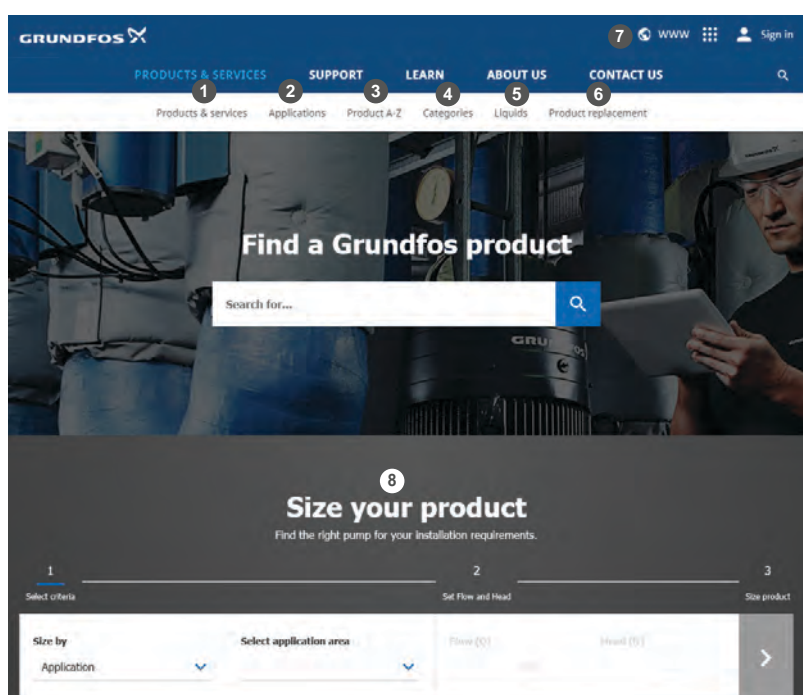 GRUNDFOS
7 WWW Sign in
PRODUCTS & SERVICES SUPPORT LEARN ABOUT US CONTACT US
1 2 3 4 5 6
Products & services Applications Product A-Z Categories Liquids Product replacement
Find a Grundfos product
Search for...
GRUNDFOS
8
Size your product
Find the right pump for your installation requirements.
1 2 3
Select criteria Set Flow and Head Size product
Size by Select application area Flow (Q) Head (H)
Application